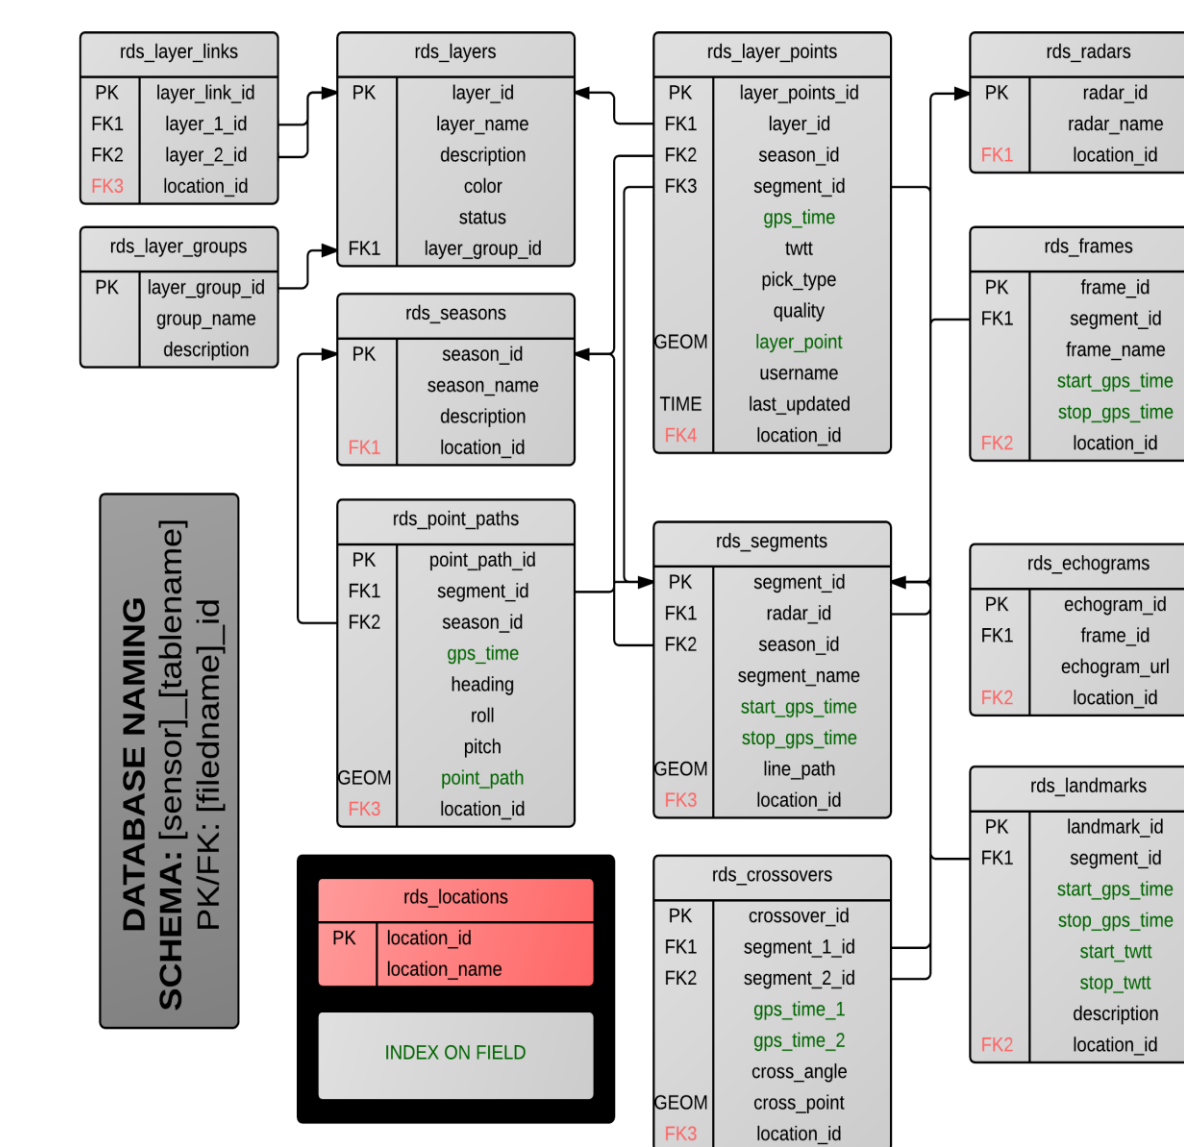 rds_layer_links
PK layer_link_id
FK1 layer_1_id
FK2 layer_2_id
FK3 location_id
rds_layer_groups
PK layer_group_id
group_name
description
rds_layers
PK layer_id
layer_name
description
color
status
FK1 layer_group_id
rds_seasons
PK season_id
season_name
description
FK1 location_id
rds_point_paths
PK point_path_id
FK1 segment_id
FK2 season_id
gps_time
heading
roll
pitch
GEOM point_path
FK3 location_id
rds_layer_points
PK layer_points_id
FK1 layer_id
FK2 season_id
FK3 segment_id
gps_time
twtt
pick_type
quality
GEOM layer_point
username
TIME last_updated
FK4 location_id
rds_segments
PK segment_id
FK1 radar_id
FK2 season_id
segment_name
start_gps_time
stop_gps_time
GEOM line_path
FK3 location_id
rds_crossovers
PK crossover_id
FK1 segment_1_id
FK2 segment_2_id
gps_time_1
gps_time_2
cross_angle
GEOM cross_point
FK3 location_id
rds_radars
PK radar_id
radar_name
FK1 location_id
rds_frames
PK frame_id
FK1 segment_id
frame_name
start_gps_time
stop_gps_time
FK2 location_id
rds_echograms
PK echogram_id
FK1 frame_id
echogram_url
FK2 location_id
rds_landmarks
PK landmark_id
FK1 segment_id
start_gps_time
stop_gps_time
start_twtt
stop_twtt
description
FK2 location_id
DATABASE NAMING
SCHEMA: [sensor]_[tablename]
PK/FK: [filedname]_id
rds_locations
PK location_id
location_name
INDEX ON FIELD